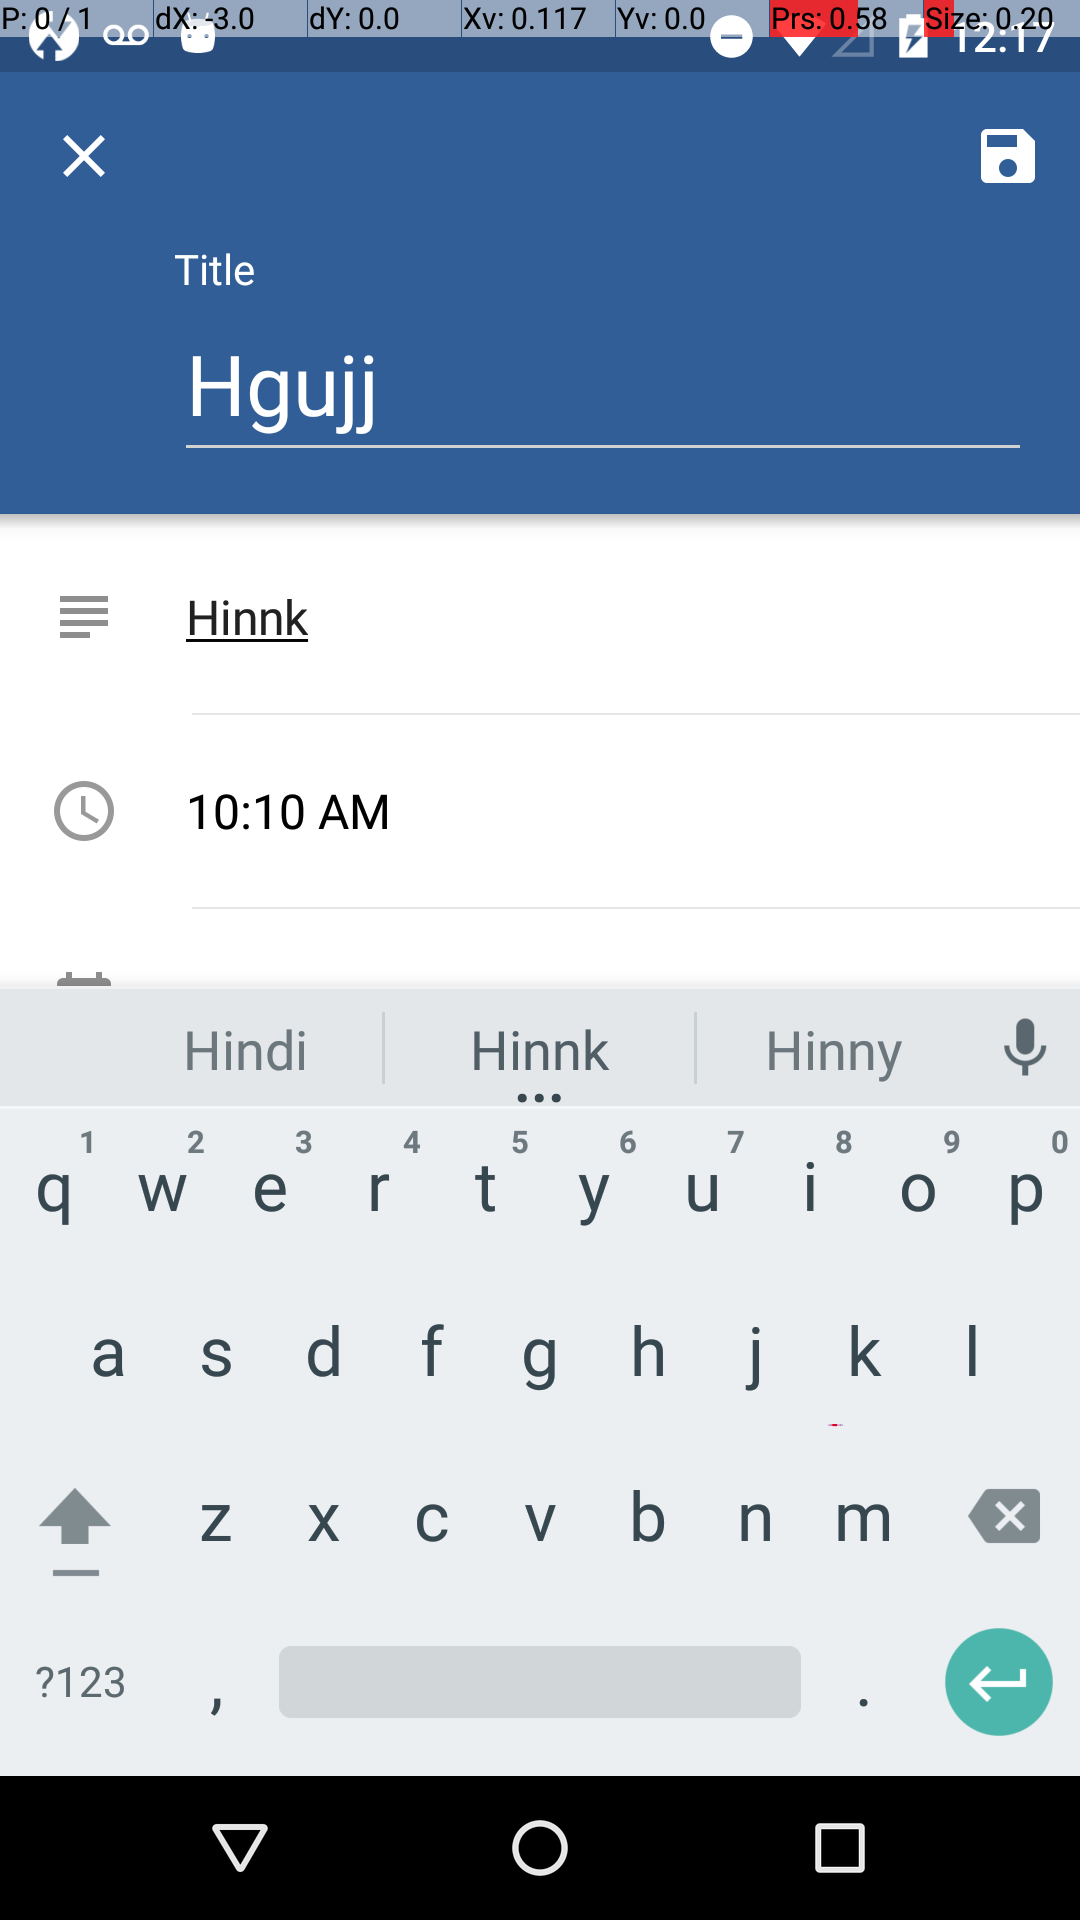 P: 0 / 1 dX: -3.0 dY: 0.0 Xv: 0.117 Yv: 0.0 Prs: 0.58 Size: 0.20
12:17
Title
Hgujj
Hinnk
10:10 AM
Hindi Hinnk Hinny
1 2 3 4 5 6 7 8 9 0
q w e r t y u i o p
a s d f g h j k l
z x c v b n m
?123 , .